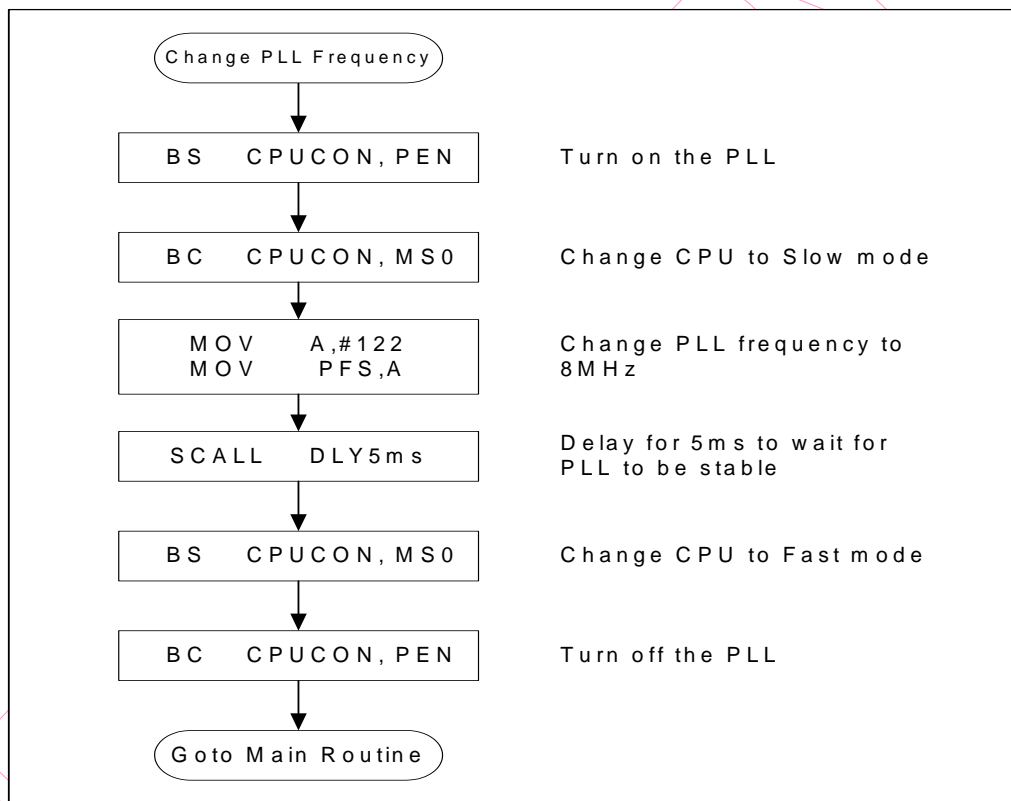 Change PLL Frequency
BS CPUCON, PEN
Turn on the PLL
BC CPUCON, MS0
Change CPU to Slow mode
MOV A,#122
MOV PFS,A
Change PLL frequency to
8MHz
SCALL DLY5ms
Delay for 5ms to wait for
PLL to be stable
BS CPUCON, MS0
Change CPU to Fast mode
BC CPUCON, PEN
Turn off the PLL
Goto Main Routine